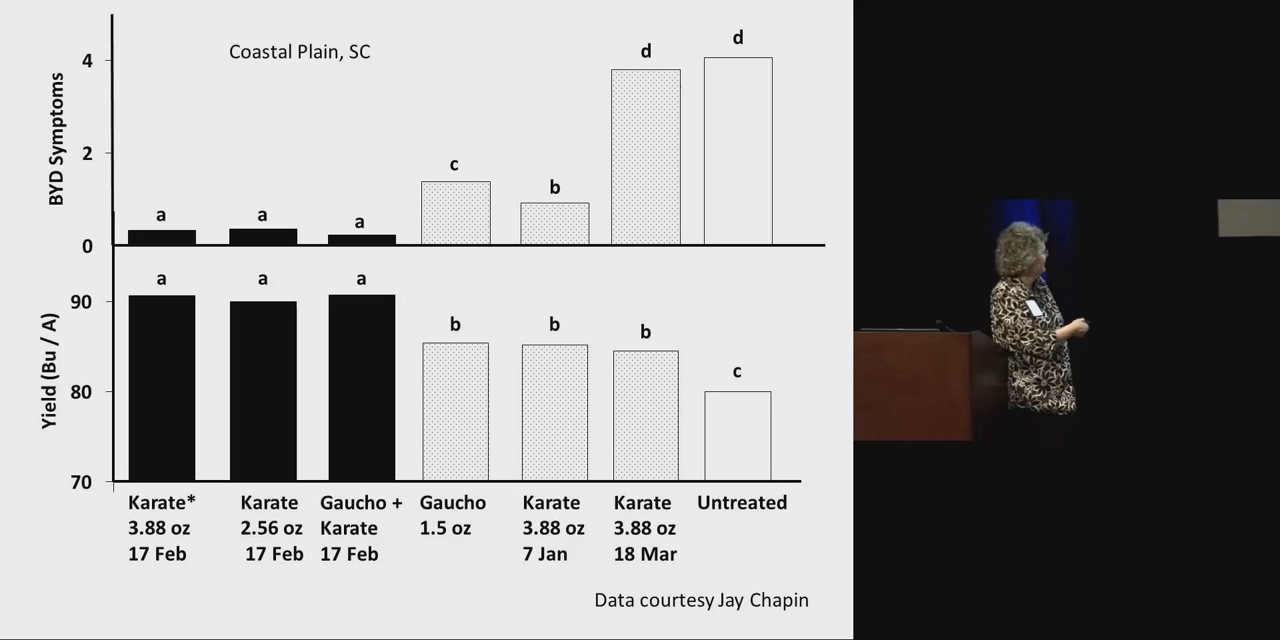 Coastal Plain, SC
BYD Symptoms
4
2
0
a
a
a
c
b
d
d
Yield (Bu / A)
90
80
70
a
a
a
b
b
b
c
Karate*
3.88 oz
17 Feb
Karate
2.56 oz
17 Feb
Gaucho +
Karate
17 Feb
Gaucho
1.5 oz
Karate
3.88 oz
7 Jan
Karate
3.88 oz
18 Mar
Untreated
Data courtesy Jay Chapin